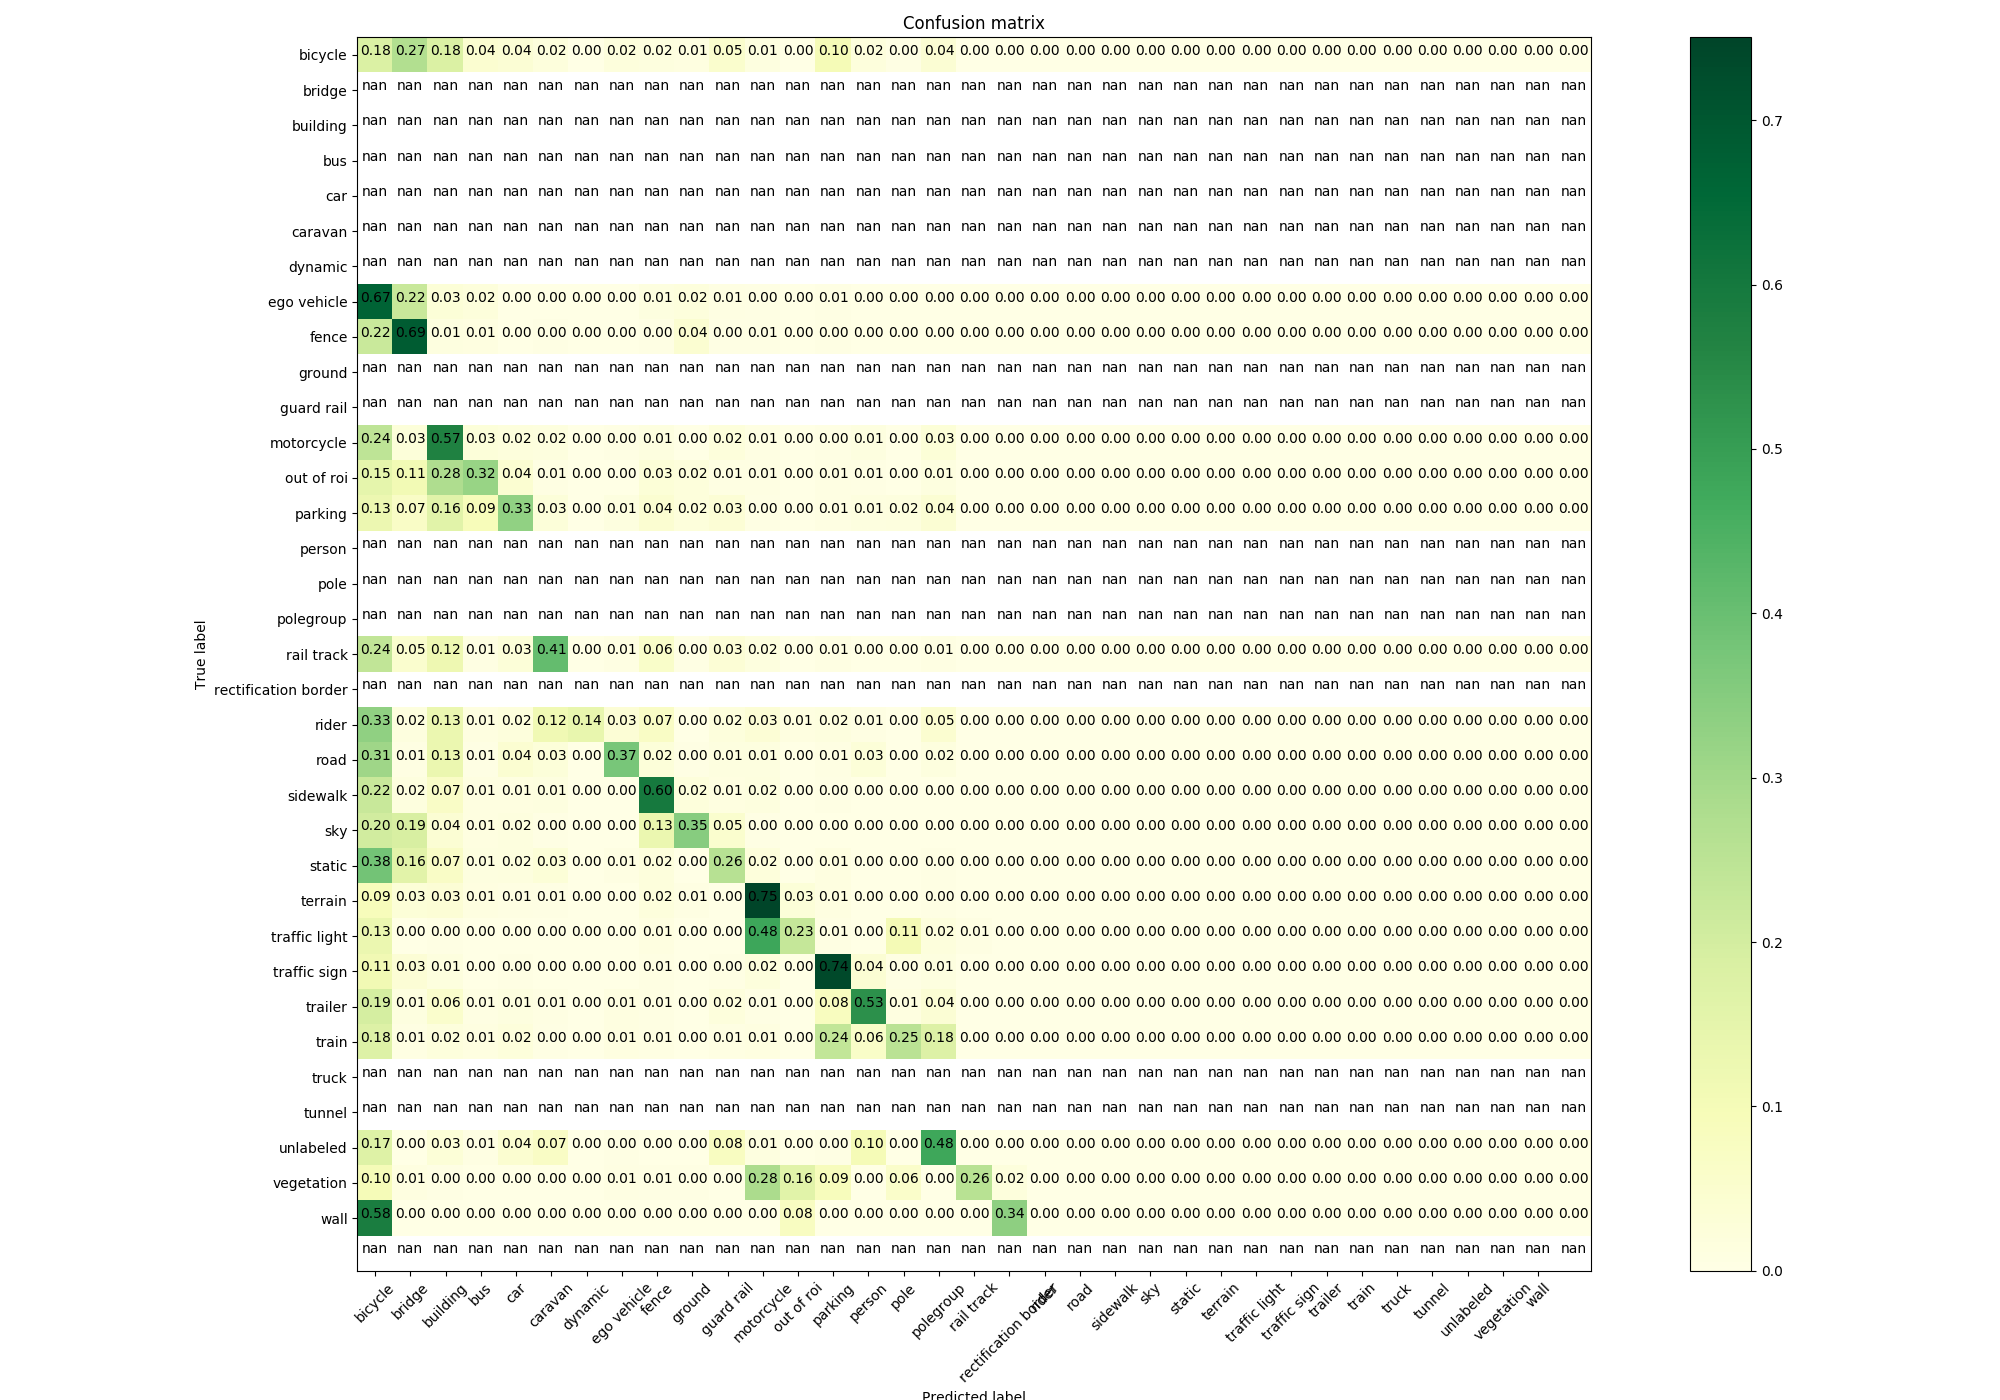 Confusion matrix
bicycle 0.18 0.27 0.18 0.04 0.04 0.02 0.00 0.02 0.02 0.01 0.05 0.01 0.00 0.10 0.02 0.00 0.04 0.00 0.00 0.00 0.00 0.00 0.00 0.00 0.00 0.00 0.00 0.00 0.00 0.00 0.00 0.00 0.00 0.00 0.00
bridge nan nan nan nan nan nan nan nan nan nan nan nan nan nan nan nan nan nan nan nan nan nan nan nan nan nan nan nan nan nan nan nan nan nan nan
building nan nan nan nan nan nan nan nan nan nan nan nan nan nan nan nan nan nan nan nan nan nan nan nan nan nan nan nan nan nan nan nan nan nan nan
bus nan nan nan nan nan nan nan nan nan nan nan nan nan nan nan nan nan nan nan nan nan nan nan nan nan nan nan nan nan nan nan nan nan nan nan
car nan nan nan nan nan nan nan nan nan nan nan nan nan nan nan nan nan nan nan nan nan nan nan nan nan nan nan nan nan nan nan nan nan nan nan
caravan nan nan nan nan nan nan nan nan nan nan nan nan nan nan nan nan nan nan nan nan nan nan nan nan nan nan nan nan nan nan nan nan nan nan nan
dynamic nan nan nan nan nan nan nan nan nan nan nan nan nan nan nan nan nan nan nan nan nan nan nan nan nan nan nan nan nan nan nan nan nan nan nan
ego vehicle 0.67 0.22 0.03 0.02 0.00 0.00 0.00 0.00 0.01 0.02 0.01 0.00 0.00 0.01 0.00 0.00 0.00 0.00 0.00 0.00 0.00 0.00 0.00 0.00 0.00 0.00 0.00 0.00 0.00 0.00 0.00 0.00 0.00 0.00 0.00
fence 0.22 0.69 0.01 0.01 0.00 0.00 0.00 0.00 0.00 0.04 0.00 0.01 0.00 0.00 0.00 0.00 0.00 0.00 0.00 0.00 0.00 0.00 0.00 0.00 0.00 0.00 0.00 0.00 0.00 0.00 0.00 0.00 0.00 0.00 0.00
ground nan nan nan nan nan nan nan nan nan nan nan nan nan nan nan nan nan nan nan nan nan nan nan nan nan nan nan nan nan nan nan nan nan nan nan
guard rail nan nan nan nan nan nan nan nan nan nan nan nan nan nan nan nan nan nan nan nan nan nan nan nan nan nan nan nan nan nan nan nan nan nan nan
motorcycle 0.24 0.03 0.57 0.03 0.02 0.02 0.00 0.00 0.01 0.00 0.02 0.01 0.00 0.00 0.01 0.00 0.03 0.00 0.00 0.00 0.00 0.00 0.00 0.00 0.00 0.00 0.00 0.00 0.00 0.00 0.00 0.00 0.00 0.00 0.00
out of roi 0.15 0.11 0.28 0.32 0.04 0.01 0.00 0.00 0.03 0.02 0.01 0.01 0.00 0.01 0.01 0.00 0.01 0.00 0.00 0.00 0.00 0.00 0.00 0.00 0.00 0.00 0.00 0.00 0.00 0.00 0.00 0.00 0.00 0.00 0.00
parking 0.13 0.07 0.16 0.09 0.33 0.03 0.00 0.01 0.04 0.02 0.03 0.00 0.00 0.01 0.01 0.02 0.04 0.00 0.00 0.00 0.00 0.00 0.00 0.00 0.00 0.00 0.00 0.00 0.00 0.00 0.00 0.00 0.00 0.00 0.00
person nan nan nan nan nan nan nan nan nan nan nan nan nan nan nan nan nan nan nan nan nan nan nan nan nan nan nan nan nan nan nan nan nan nan nan
pole nan nan nan nan nan nan nan nan nan nan nan nan nan nan nan nan nan nan nan nan nan nan nan nan nan nan nan nan nan nan nan nan nan nan nan
polegroup nan nan nan nan nan nan nan nan nan nan nan nan nan nan nan nan nan nan nan nan nan nan nan nan nan nan nan nan nan nan nan nan nan nan nan
True label
rail track 0.24 0.05 0.12 0.01 0.03 0.41 0.00 0.01 0.06 0.00 0.03 0.02 0.00 0.01 0.00 0.00 0.01 0.00 0.00 0.00 0.00 0.00 0.00 0.00 0.00 0.00 0.00 0.00 0.00 0.00 0.00 0.00 0.00 0.00 0.00
rectification border nan nan nan nan nan nan nan nan nan nan nan nan nan nan nan nan nan nan nan nan nan nan nan nan nan nan nan nan nan nan nan nan nan nan nan
rider 0.33 0.02 0.13 0.01 0.02 0.12 0.14 0.03 0.07 0.00 0.02 0.03 0.01 0.02 0.01 0.00 0.05 0.00 0.00 0.00 0.00 0.00 0.00 0.00 0.00 0.00 0.00 0.00 0.00 0.00 0.00 0.00 0.00 0.00 0.00
road 0.31 0.01 0.13 0.01 0.04 0.03 0.00 0.37 0.02 0.00 0.01 0.01 0.00 0.01 0.03 0.00 0.02 0.00 0.00 0.00 0.00 0.00 0.00 0.00 0.00 0.00 0.00 0.00 0.00 0.00 0.00 0.00 0.00 0.00 0.00
sidewalk 0.22 0.02 0.07 0.01 0.01 0.01 0.00 0.00 0.60 0.02 0.01 0.02 0.00 0.00 0.00 0.00 0.00 0.00 0.00 0.00 0.00 0.00 0.00 0.00 0.00 0.00 0.00 0.00 0.00 0.00 0.00 0.00 0.00 0.00 0.00
sky 0.20 0.19 0.04 0.01 0.02 0.00 0.00 0.00 0.13 0.35 0.05 0.00 0.00 0.00 0.00 0.00 0.00 0.00 0.00 0.00 0.00 0.00 0.00 0.00 0.00 0.00 0.00 0.00 0.00 0.00 0.00 0.00 0.00 0.00 0.00
static 0.38 0.16 0.07 0.01 0.02 0.03 0.00 0.01 0.02 0.00 0.26 0.02 0.00 0.01 0.00 0.00 0.00 0.00 0.00 0.00 0.00 0.00 0.00 0.00 0.00 0.00 0.00 0.00 0.00 0.00 0.00 0.00 0.00 0.00 0.00
terrain 0.09 0.03 0.03 0.01 0.01 0.01 0.00 0.00 0.02 0.01 0.00 0.75 0.03 0.01 0.00 0.00 0.00 0.00 0.00 0.00 0.00 0.00 0.00 0.00 0.00 0.00 0.00 0.00 0.00 0.00 0.00 0.00 0.00 0.00 0.00
traffic light 0.13 0.00 0.00 0.00 0.00 0.00 0.00 0.00 0.01 0.00 0.00 0.48 0.23 0.01 0.00 0.11 0.02 0.01 0.00 0.00 0.00 0.00 0.00 0.00 0.00 0.00 0.00 0.00 0.00 0.00 0.00 0.00 0.00 0.00 0.00
traffic sign 0.11 0.03 0.01 0.00 0.00 0.00 0.00 0.00 0.01 0.00 0.00 0.02 0.00 0.74 0.04 0.00 0.01 0.00 0.00 0.00 0.00 0.00 0.00 0.00 0.00 0.00 0.00 0.00 0.00 0.00 0.00 0.00 0.00 0.00 0.00
trailer 0.19 0.01 0.06 0.01 0.01 0.01 0.00 0.01 0.01 0.00 0.02 0.01 0.00 0.08 0.53 0.01 0.04 0.00 0.00 0.00 0.00 0.00 0.00 0.00 0.00 0.00 0.00 0.00 0.00 0.00 0.00 0.00 0.00 0.00 0.00
train 0.18 0.01 0.02 0.01 0.02 0.00 0.00 0.01 0.01 0.00 0.01 0.01 0.00 0.24 0.06 0.25 0.18 0.00 0.00 0.00 0.00 0.00 0.00 0.00 0.00 0.00 0.00 0.00 0.00 0.00 0.00 0.00 0.00 0.00 0.00
truck nan nan nan nan nan nan nan nan nan nan nan nan nan nan nan nan nan nan nan nan nan nan nan nan nan nan nan nan nan nan nan nan nan nan nan
tunnel nan nan nan nan nan nan nan nan nan nan nan nan nan nan nan nan nan nan nan nan nan nan nan nan nan nan nan nan nan nan nan nan nan nan nan
unlabeled 0.17 0.00 0.03 0.01 0.04 0.07 0.00 0.00 0.00 0.00 0.08 0.01 0.00 0.00 0.10 0.00 0.48 0.00 0.00 0.00 0.00 0.00 0.00 0.00 0.00 0.00 0.00 0.00 0.00 0.00 0.00 0.00 0.00 0.00 0.00
vegetation 0.10 0.01 0.00 0.00 0.00 0.00 0.00 0.01 0.01 0.00 0.00 0.28 0.16 0.09 0.00 0.06 0.00 0.26 0.02 0.00 0.00 0.00 0.00 0.00 0.00 0.00 0.00 0.00 0.00 0.00 0.00 0.00 0.00 0.00 0.00
wall 0.58 0.00 0.00 0.00 0.00 0.00 0.00 0.00 0.00 0.00 0.00 0.00 0.08 0.00 0.00 0.00 0.00 0.00 0.34 0.00 0.00 0.00 0.00 0.00 0.00 0.00 0.00 0.00 0.00 0.00 0.00 0.00 0.00 0.00 0.00
nan nan nan nan nan nan nan nan nan nan nan nan nan nan nan nan nan nan nan nan nan nan nan nan nan nan nan nan nan nan nan nan nan nan nan
bicycle bridge building bus car caravan dynamic ego vehicle fence ground guard rail motorcycle out of roi parking person pole polegroup rail track rectification border rider road sidewalk sky static terrain traffic light traffic sign trailer train truck tunnel unlabeled vegetation wall
Predicted label
0.7
0.6
0.5
0.4
0.3
0.2
0.1
0.0